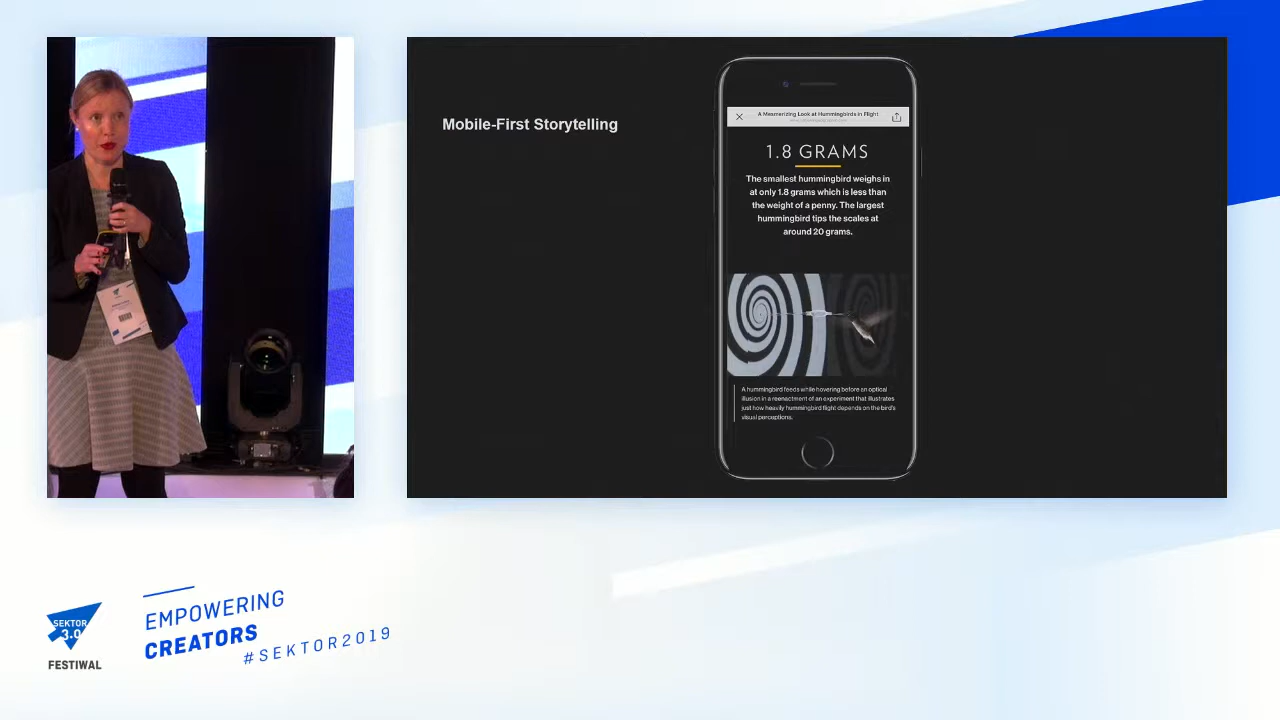 Mobile-First Storytelling
A Mesmerizing Look at Hummingbirds in Flight
1.8 GRAMS
The smallest hummingbird weighs in
at only 1.8 grams which is less than
the weight of a penny. The largest
hummingbird tips the scales at
around 20 grams.
A hummingbird feeds while hovering before an optical
illusion in a reenactment of an experiment that illustrates
just how heavily hummingbird flight depends on the bird's
visual perceptions.
SEKTOR
3.0
FESTIWAL
EMPOWERING
CREATORS
#SEKTOR2019